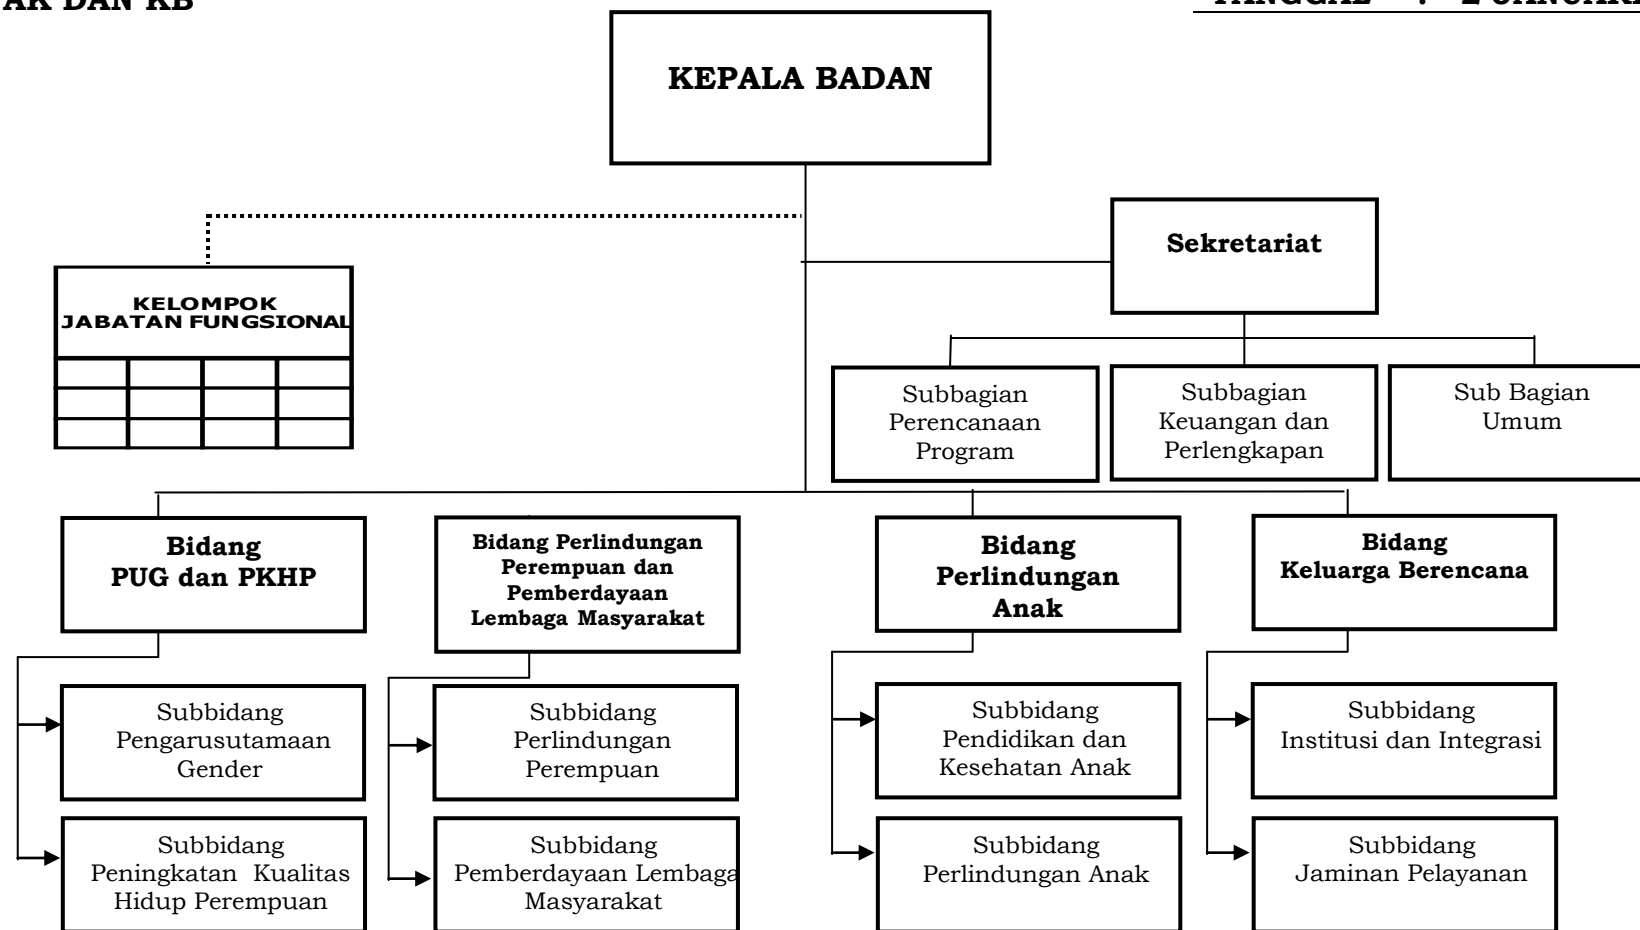 AK DAN KB
TANGGAL : 2 JANUARI
KEPALA BADAN
Sekretariat
KELOMPOK
JABATAN FUNGSIONAL
Subbagian
Perencanaan
Program
Subbagian
Keuangan dan
Perlengkapan
Sub Bagian
Umum
Bidang
PUG dan PKHP
Bidang Perlindungan
Perempuan dan
Pemberdayaan
Lembaga Masyarakat
Bidang
Perlindungan
Anak
Bidang
Keluarga Berencana
Subbidang
Pengarusutamaan
Gender
Subbidang
Perlindungan
Perempuan
Subbidang
Pendidikan dan
Kesehatan Anak
Subbidang
Institusi dan Integrasi
Subbidang
Peningkatan Kualitas
Hidup Perempuan
Subbidang
Pemberdayaan Lembaga
Masyarakat
Subbidang
Perlindungan Anak
Subbidang
Jaminan Pelayanan